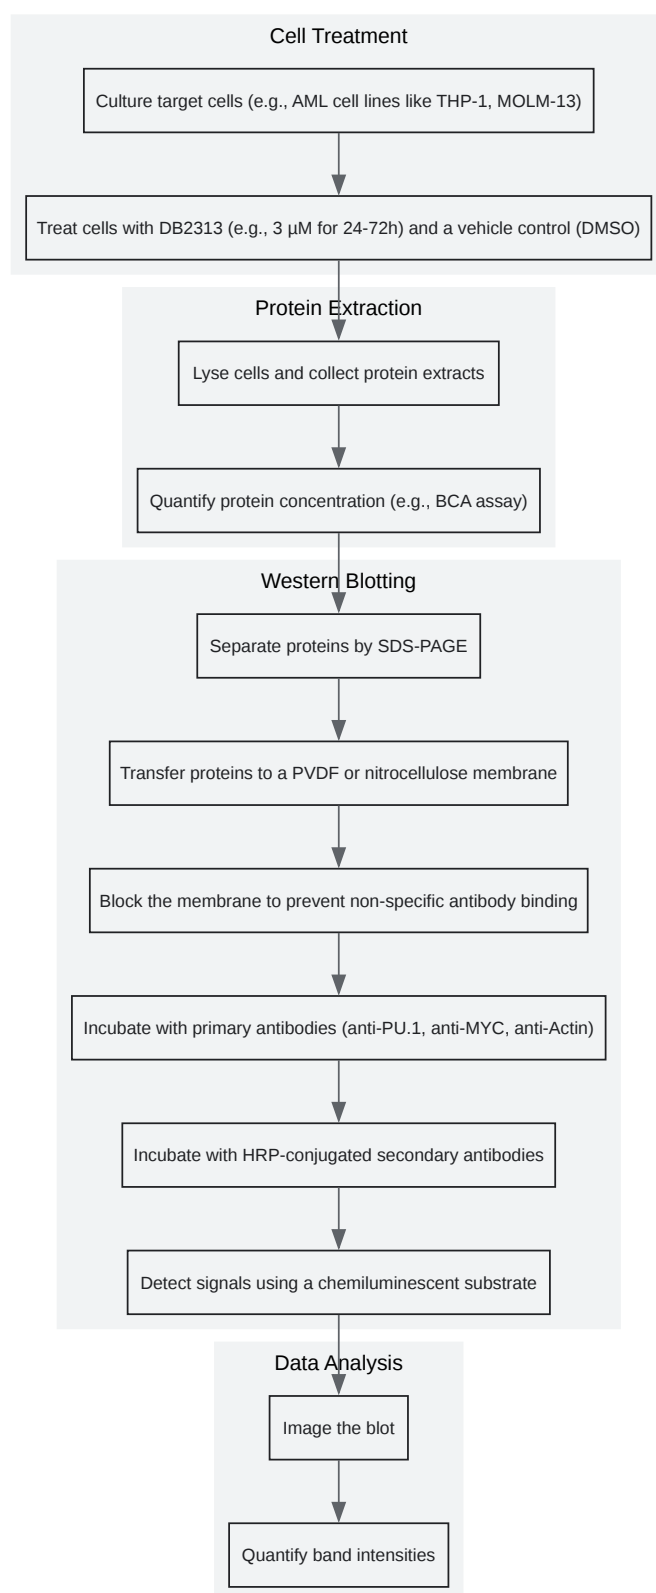 Cell Treatment
Culture target cells (e.g., AML cell lines like THP-1, MOLM-13)
Treat cells with DB2313 (e.g., 3 µM for 24-72h) and a vehicle control (DMSO)
Protein Extraction
Lyse cells and collect protein extracts
Quantify protein concentration (e.g., BCA assay)
Western Blotting
Separate proteins by SDS-PAGE
Transfer proteins to a PVDF or nitrocellulose membrane
Block the membrane to prevent non-specific antibody binding
Incubate with primary antibodies (anti-PU.1, anti-MYC, anti-Actin)
Incubate with HRP-conjugated secondary antibodies
Detect signals using a chemiluminescent substrate
Data Analysis
Image the blot
Quantify band intensities